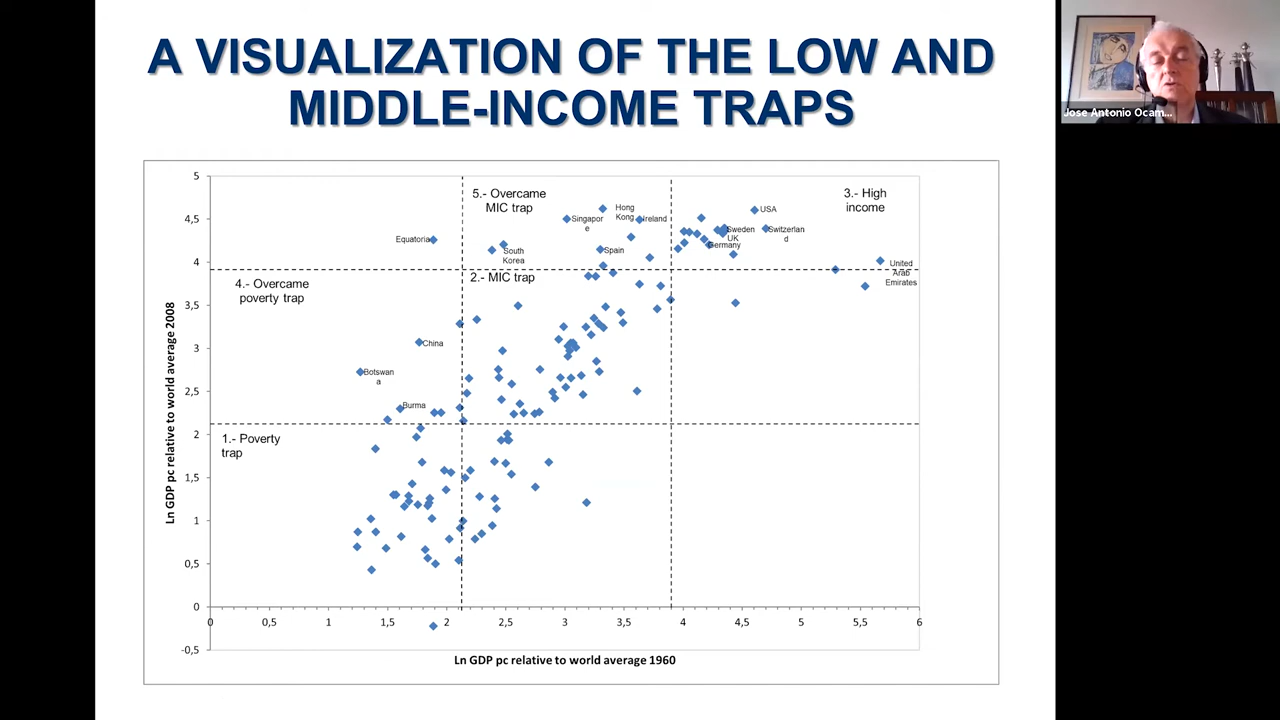 A VISUALIZATION OF THE LOW AND
MIDDLE-INCOME TRAPS
Jose Antonio Ocam...
5.- Overcame
MIC trap
3.- High
income
Singapor
e
Hong
Kong
Ireland
USA
Equatoria
South
Korea
Spain
Sweden
UK
Germany
Switzerlan
d
United
Arab
Emirates
4.- Overcame
poverty trap
2.- MIC trap
China
Botswan
a
Burma
1.- Poverty
trap
5
4,5
4
3,5
3
2,5
2
1,5
1
0,5
0
-0,5
0 0,5 1 1,5 2 2,5 3 3,5 4 4,5 5 5,5 6
Ln GDP pc relative to world average 2008
Ln GDP pc relative to world average 1960